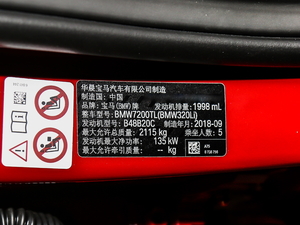 华晨宝马汽车有限公司制造
制造国：中国
品牌：宝马(BMW)牌 发动机排量：1998 mL
整车型号：BMW7200TL(BMW320Li)
发动机型号：B48B20C 制造年月：2018-09
最大允许总质量：2115 kg 乘坐人数：5
发动机最大净功率：135 kW
最大允许牵引质量：-- kg